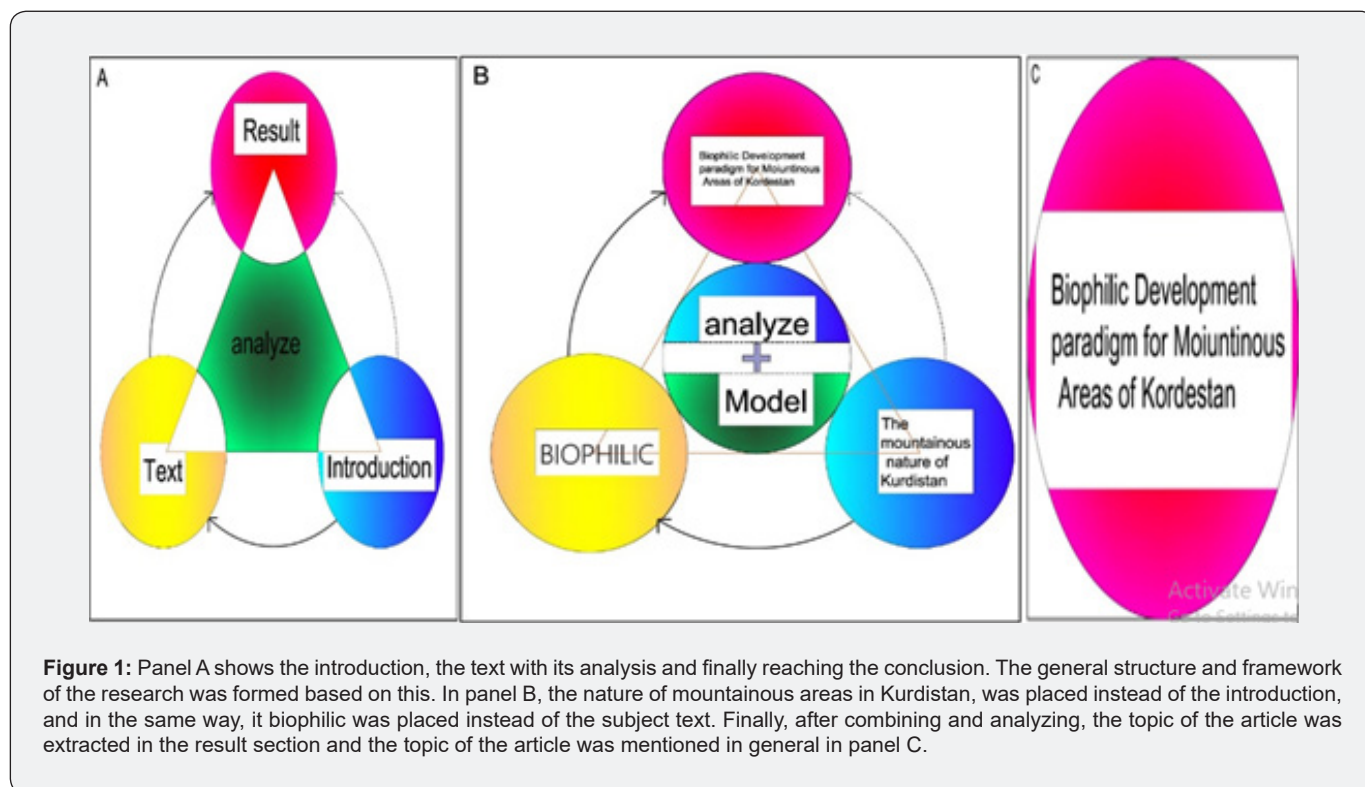 A
Result
analyze
Text
Introduction
B
Biophilic Development
paradigm for Moiuntinous
Areas of Kordestan
analyze
+
Model
BIOPHILIC
The
mountainous
nature of
Kurdistan
C
Biophilic Development
paradigm for Moiuntinous
Areas of Kordestan
Activate Win
Go to Settings to
Figure 1: Panel A shows the introduction, the text with its analysis and finally reaching the conclusion. The general structure and framework
of the research was formed based on this. In panel B, the nature of mountainous areas in Kurdistan, was placed instead of the introduction,
and in the same way, it biophilic was placed instead of the subject text. Finally, after combining and analyzing, the topic of the article was
extracted in the result section and the topic of the article was mentioned in general in panel C.